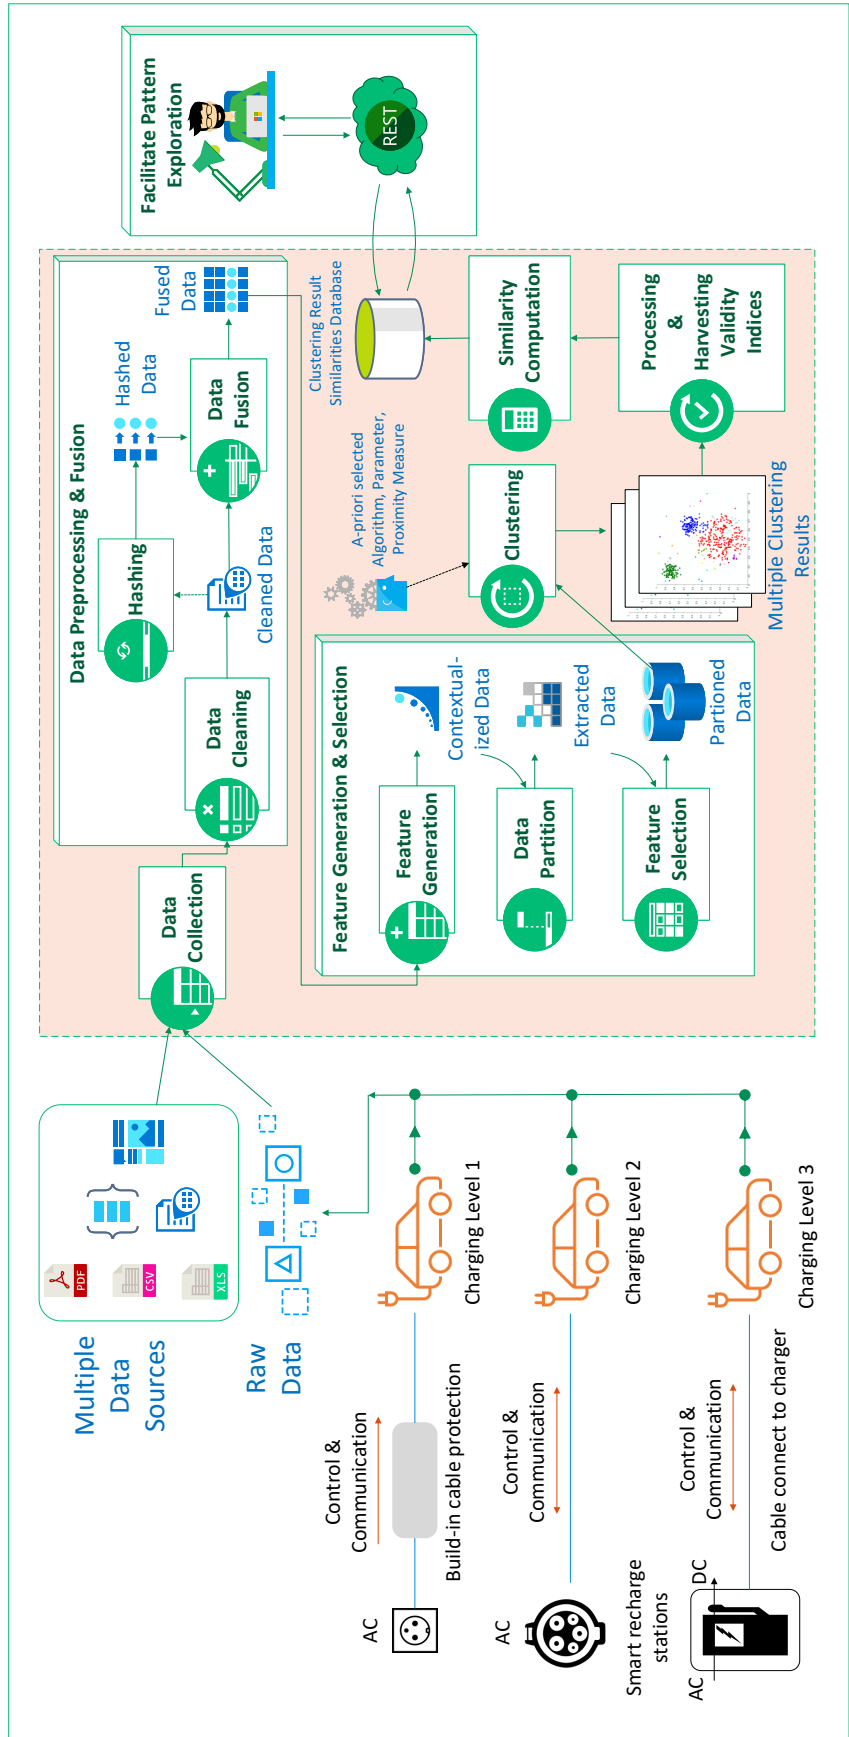 Multiple
Data
Sources
PDF
CSV
XLS
Raw
Data
AC
Control &
Communication
Build-in cable protection
Charging Level 1
AC
Smart recharge
stations
Control &
Communication
Charging Level 2
AC
DC
Control &
Communication
Cable connect to charger
Charging Level 3
Data
Collection
Data Preprocessing & Fusion
Data
Cleaning
Cleaned Data
Hashing
Hashed
Data
Data
Fusion
Fused
Data
Feature Generation & Selection
Feature
Generation
Contextual-
ized Data
Data
Partition
Extracted
Data
Feature
Selection
Partioned
Data
A-priori selected
Algorithm, Parameter,
Proximity Measure
Clustering
Multiple Clustering
Results
Processing
&
Harvesting
Validity
Indices
Similarity
Computation
Clustering Result
Similarities Database
Facilitate Pattern
Exploration
REST